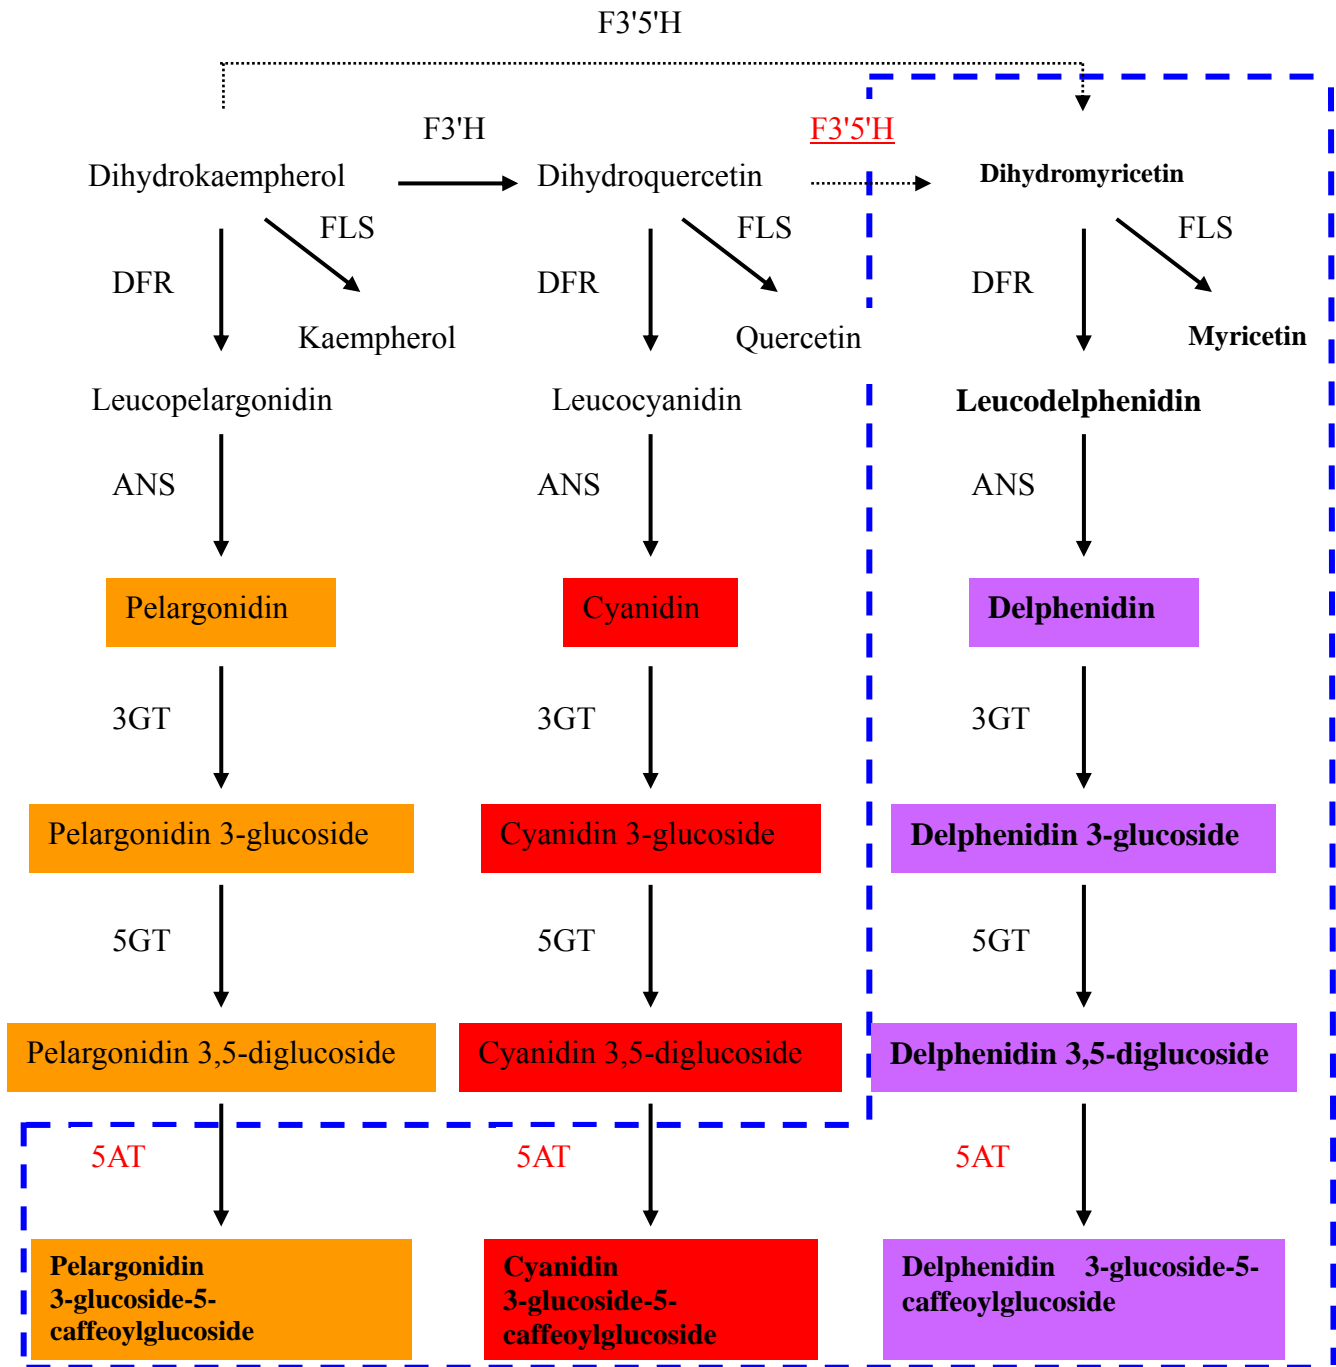 F3'5'H
F3'H
F3'5'H
Dihydrokaempherol
Dihydroquercetin
Dihydromyricetin
FLS
FLS
FLS
DFR
DFR
DFR
Kaempherol
Quercetin
Myricetin
Leucopelargonidin
Leucocyanidin
Leucodelphenidin
ANS
ANS
ANS
Pelargonidin
Cyanidin
Delphenidin
3GT
3GT
3GT
Pelargonidin 3-glucoside
Cyanidin 3-glucoside
Delphenidin 3-glucoside
5GT
5GT
5GT
Pelargonidin 3,5-diglucoside
Cyanidin 3,5-diglucoside
Delphenidin 3,5-diglucoside
5AT
5AT
5AT
Pelargonidin
3-glucoside-5-
caffeoylglucoside
Cyanidin
3-glucoside-5-
caffeoylglucoside
Delphenidin 3-glucoside-5-
caffeoylglucoside